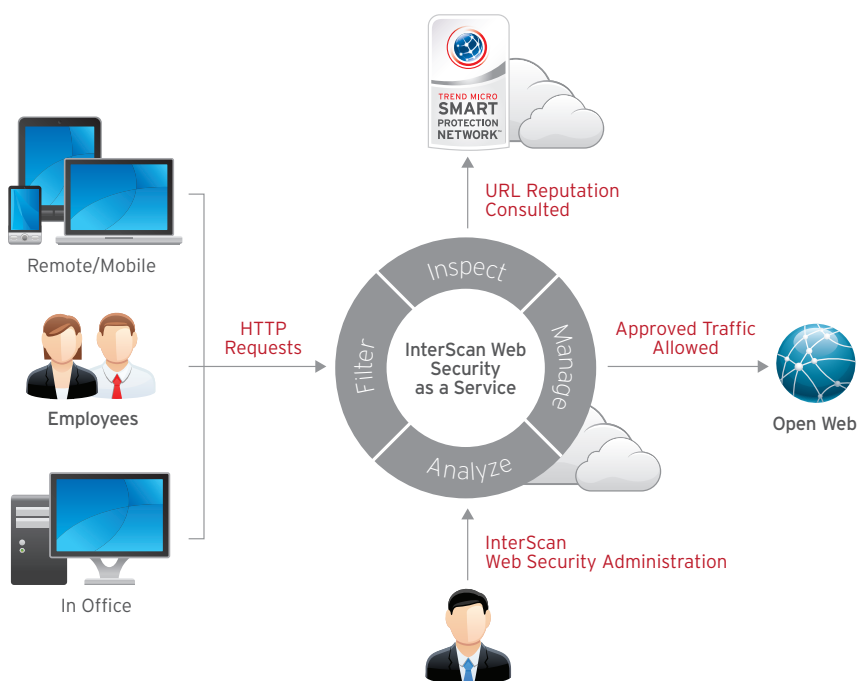 TREND MICRO
SMART
PROTECTION
NETWORK™
URL Reputation
Consulted
Remote/Mobile
HTTP
Requests
Employees
In Office
Inspect
Filter
InterScan Web
Security
as a Service
Manage
Analyze
Approved Traffic
Allowed
Open Web
InterScan
Web Security Administration